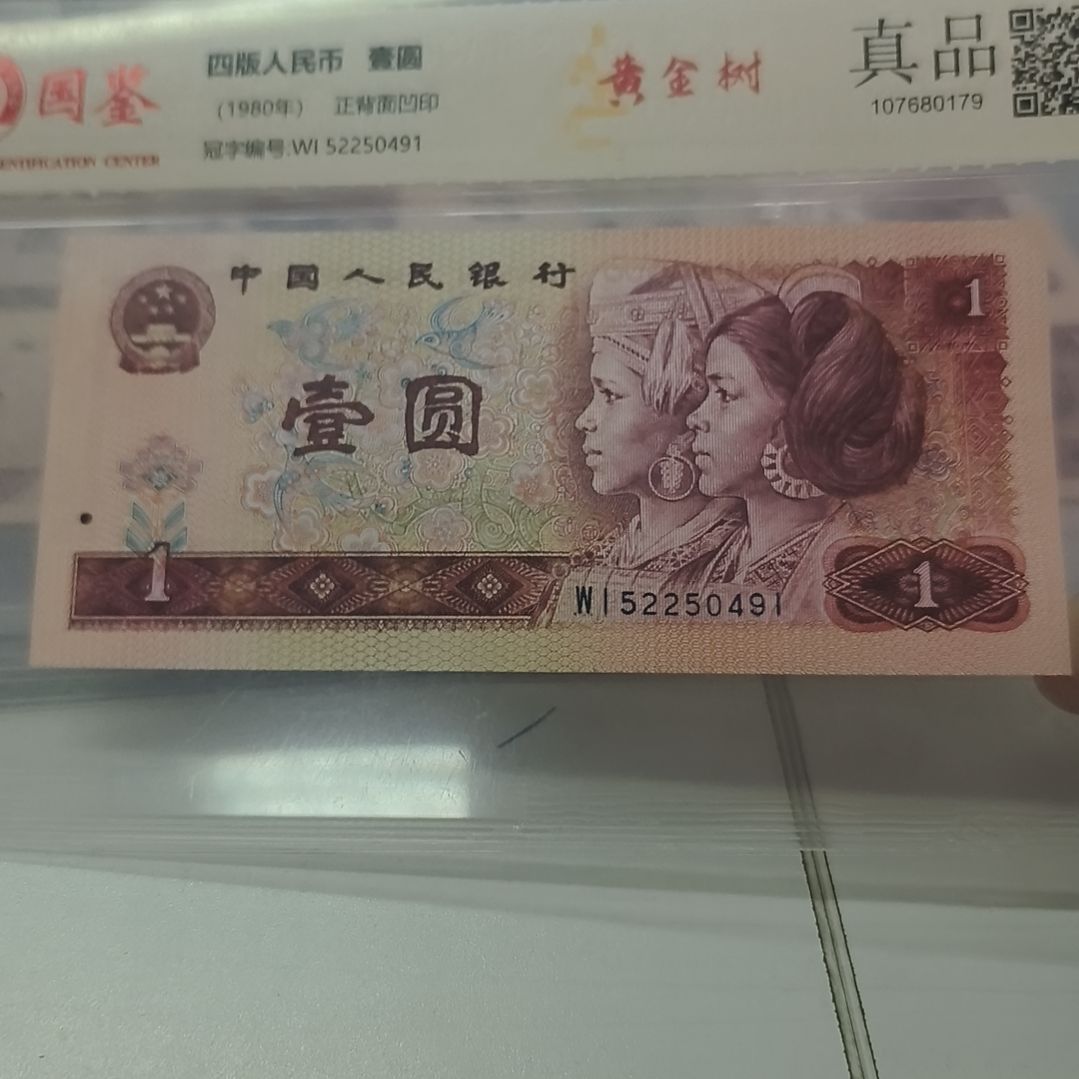 国鉴
ENTIFICATION CENTER
四版人民币 壹圆
(1980年) 正背面凹印
冠字编号.WI 52250491
黄金树
真品
107680179
中国人民银行
1
壹圆
1
WI52250491
1